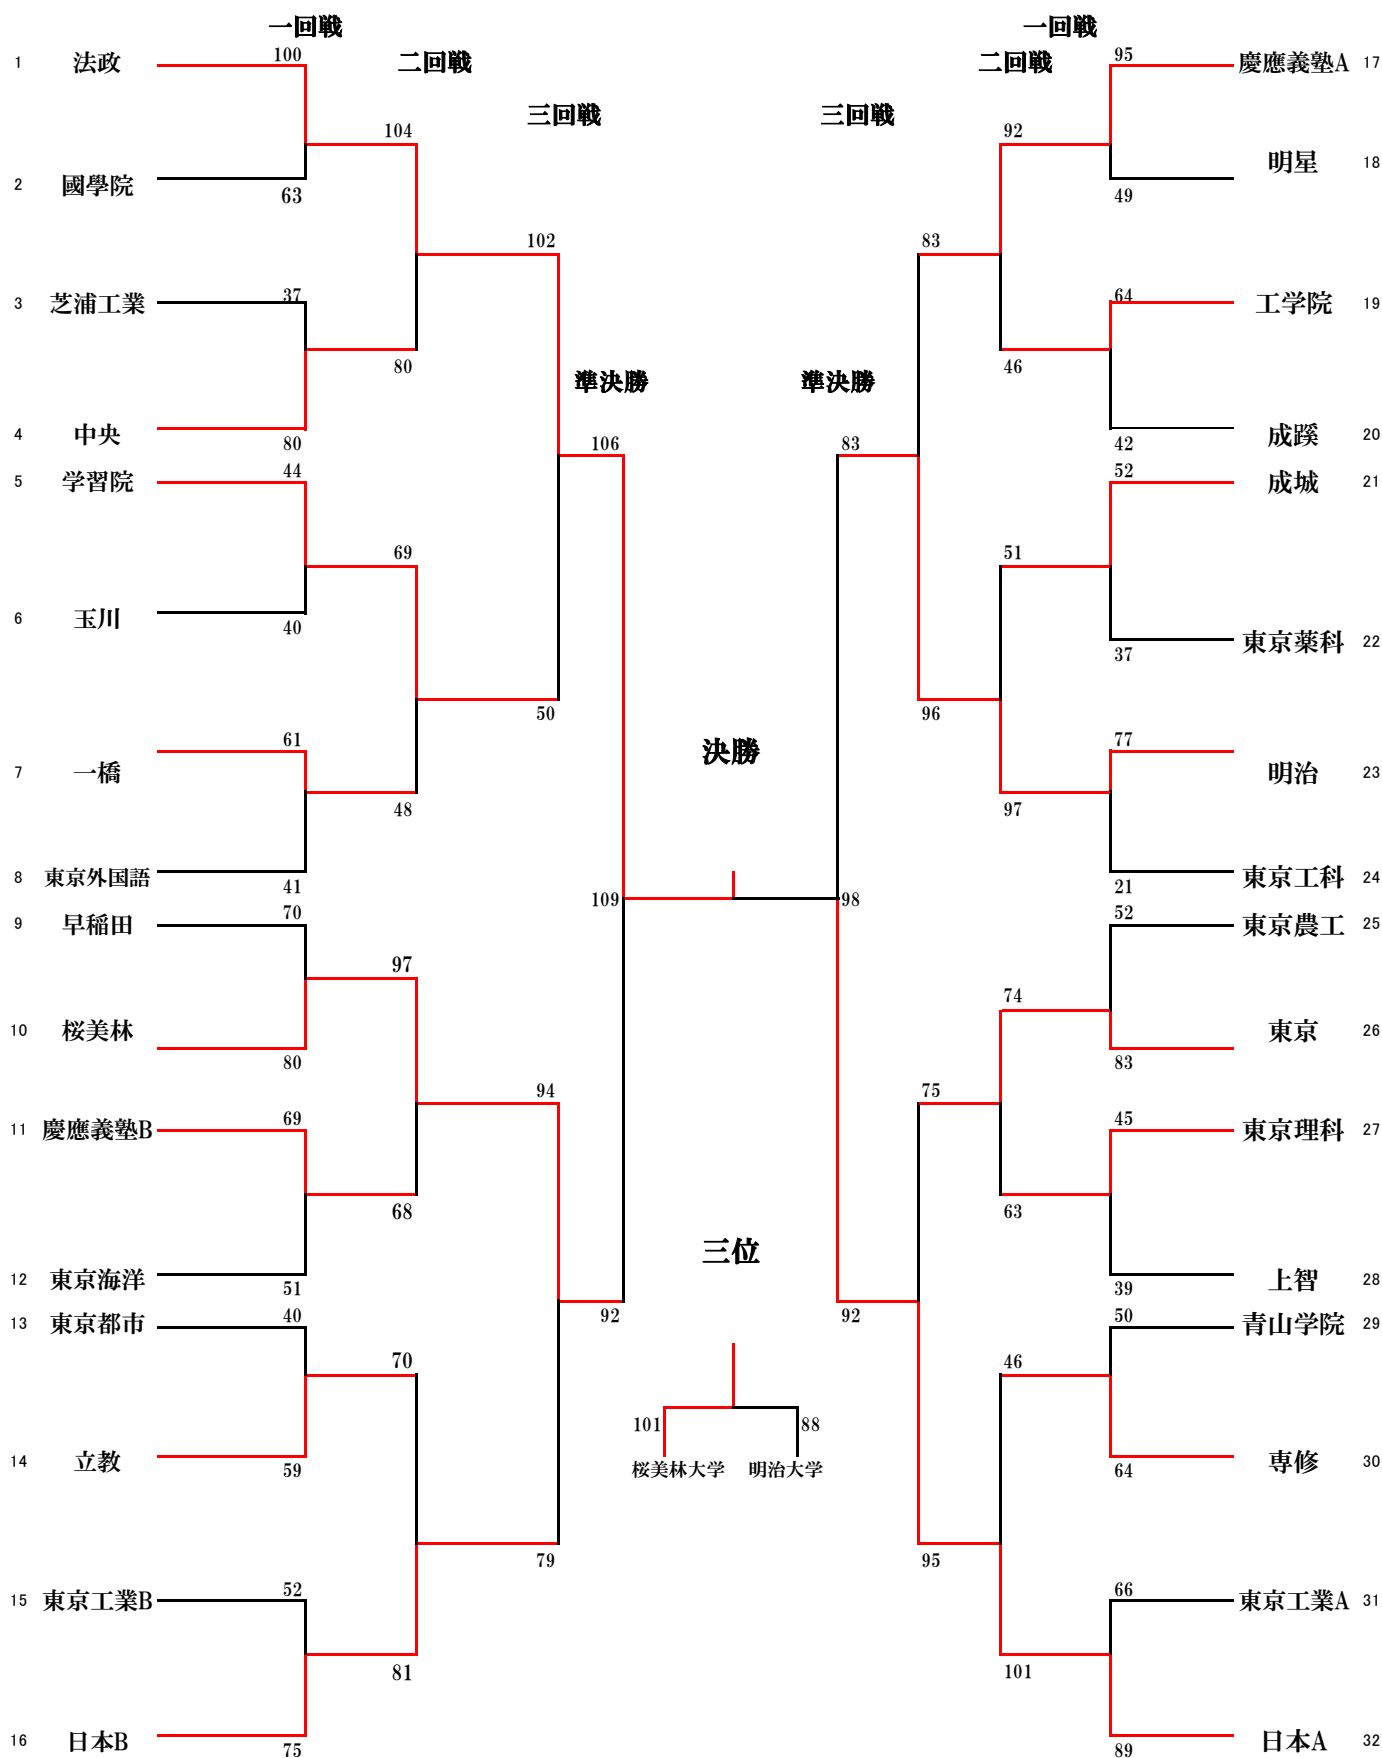 一回戦
一回戦
二回戦
二回戦
三回戦
三回戦
準決勝
準決勝
決勝
三位
1 法政 100
2 國學院 63
104
3 芝浦工業 37
4 中央 80
80
102
5 学習院 44
6 玉川 40
69
7 一橋 61
8 東京外国語 41
48
50
106
9 早稲田 70
10 桜美林 80
97
11 慶應義塾B 69
12 東京海洋 51
68
94
13 東京都市 40
14 立教 59
70
15 東京工業B 52
16 日本B 75
81
79
92
109
98
95 慶應義塾A 17
49 明星 18
92
64 工学院 19
42 成蹊 20
46
83
52 成城 21
37 東京薬科 22
51
77 明治 23
21 東京工科 24
97
96
83
52 東京農工 25
83 東京 26
74
45 東京理科 27
39 上智 28
63
75
50 青山学院 29
64 専修 30
46
66 東京工業A 31
89 日本A 32
101
95
92
101 88
桜美林大学 明治大学